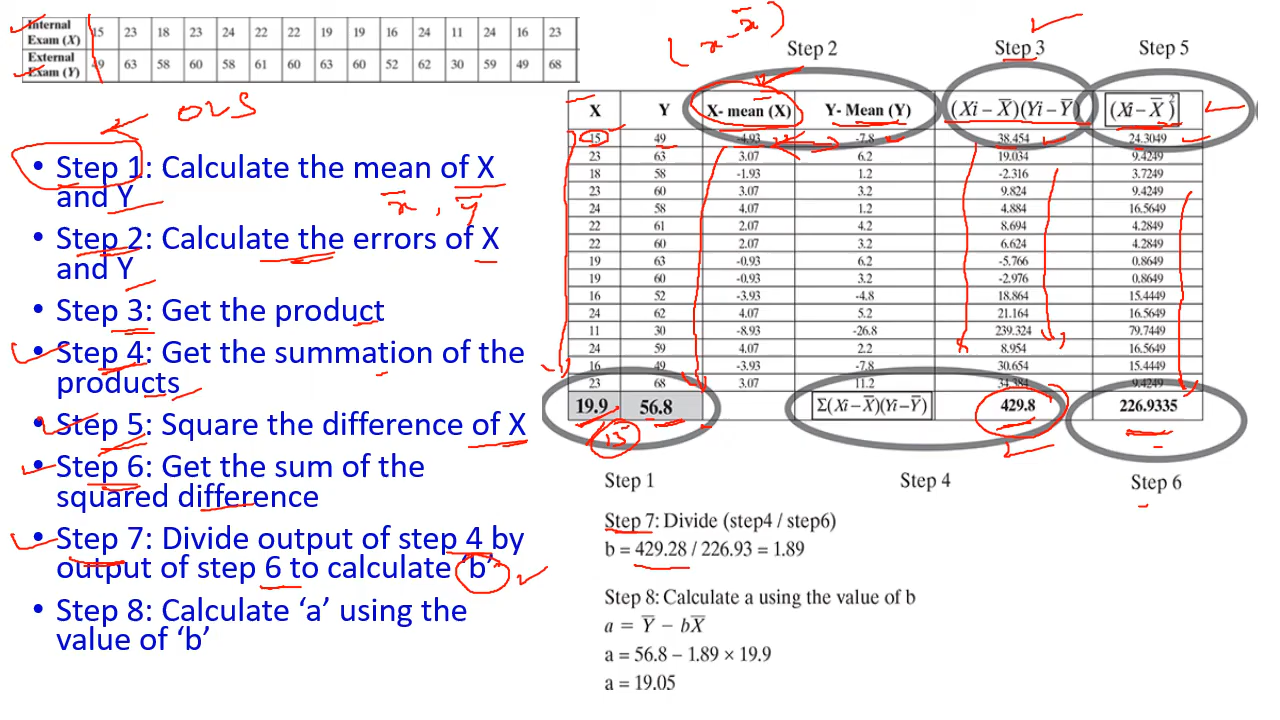 Internal Exam (X) 15 23 18 23 24 22 22 19 19 16 24 11 24 16 23
External Exam (Y) 49 63 58 60 58 61 60 63 60 52 62 30 59 49 68
OLS
• Step 1: Calculate the mean of X
and Y
x̄ , ȳ
• Step 2: Calculate the errors of X
and Y
• Step 3: Get the product
• Step 4: Get the summation of the
products
• Step 5: Square the difference of X
• Step 6: Get the sum of the
squared difference
• Step 7: Divide output of step 4 by
output of step 6 to calculate 'b'
• Step 8: Calculate 'a' using the
value of 'b'
(x - x̄)
Step 2 Step 3 Step 5
X Y X- mean (X) Y- Mean (Y) (Xi – X̄)(Yi – Ȳ) (Xi – X̄)²
15 49 -4.93 -7.8 38.454 24.3049
23 63 3.07 6.2 19.034 9.4249
18 58 -1.93 1.2 -2.316 3.7249
23 60 3.07 3.2 9.824 9.4249
24 58 4.07 1.2 4.884 16.5649
22 61 2.07 4.2 8.694 4.2849
22 60 2.07 3.2 6.624 4.2849
19 63 -0.93 6.2 -5.766 0.8649
19 60 -0.93 3.2 -2.976 0.8649
16 52 -3.93 -4.8 18.864 15.4449
24 62 4.07 5.2 21.164 16.5649
11 30 -8.93 -26.8 239.324 79.7449
24 59 4.07 2.2 8.954 16.5649
16 49 -3.93 -7.8 30.654 15.4449
23 68 3.07 11.2 34.384 9.4249
19.9 56.8 Σ(Xi – X̄)(Yi – Ȳ) 429.8 226.9335
15
Step 1 Step 4 Step 6
Step 7: Divide (step4 / step6)
b = 429.28 / 226.93 = 1.89
Step 8: Calculate a using the value of b
a = Ȳ – bX̄
a = 56.8 – 1.89 × 19.9
a = 19.05